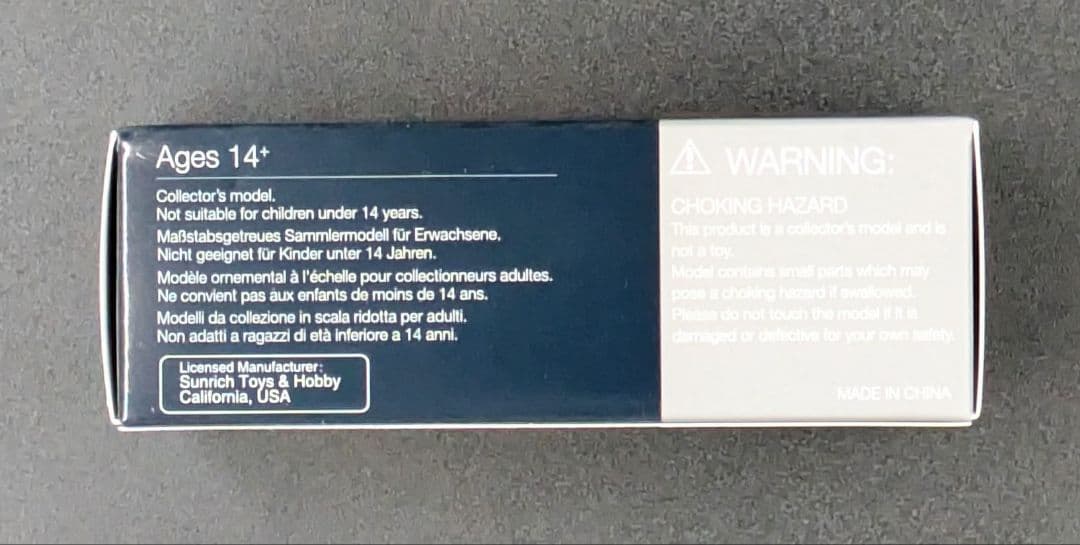 Ages 14+
Collector's model.
Not suitable for children under 14 years.
Maßstabsgetreues Sammlermodell für Erwachsene.
Nicht geeignet für Kinder unter 14 Jahren.
Modèle ornemental à l'échelle pour collectionneurs adultes.
Ne convient pas aux enfants de moins de 14 ans.
Modelli da collezione in scala ridotta per adulti.
Non adatti a ragazzi di età inferiore a 14 anni.
Licensed Manufacturer:
Sunrich Toys & Hobby
California, USA
WARNING:
CHOKING HAZARD
This product is a collector's model and is
not a toy.
Model contains small parts which may
pose a choking hazard if swallowed.
Please do not touch the model if it is
damaged or defective for your own safety.
MADE IN CHINA